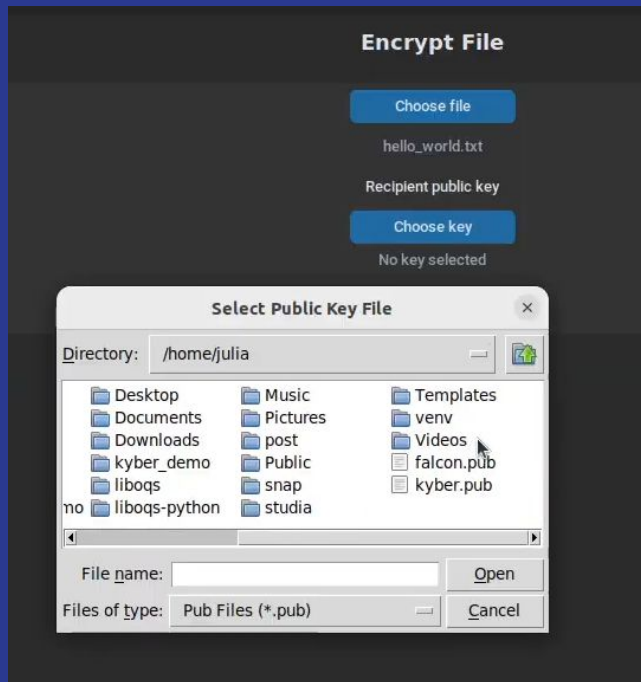 Encrypt File
Choose file
hello_world.txt
Recipient public key
Choose key
No key selected
Select Public Key File
Directory: /home/julia
Desktop Music Templates
Documents Pictures venv
Downloads post Videos
kyber_demo Public falcon.pub
liboqs snap kyber.pub
mo liboqs-python studia
File name: Open
Files of type: Pub Files (*.pub) Cancel